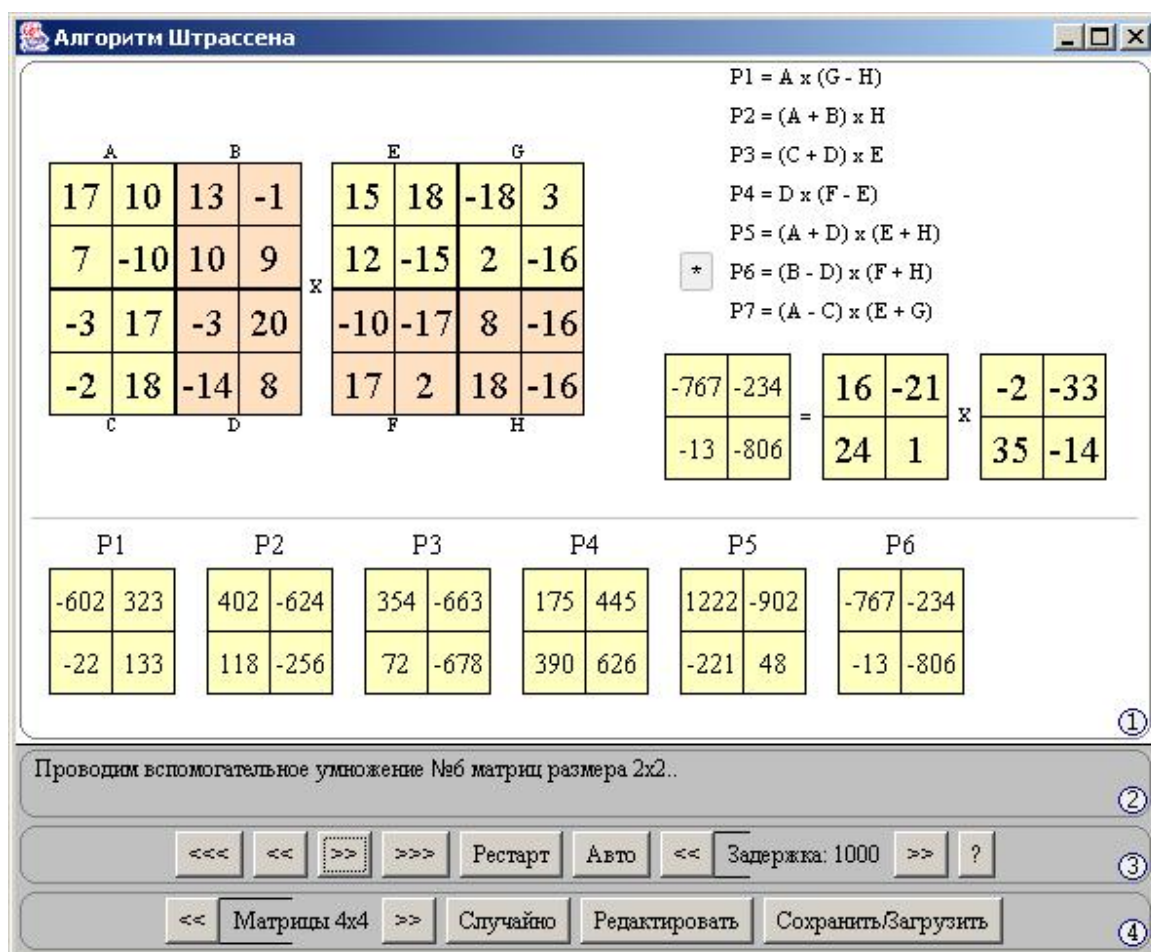 Алгоритм Штрассена
P1 = A x (G - H)
P2 = (A + B) x H
P3 = (C + D) x E
P4 = D x (F - E)
P5 = (A + D) x (E + H)
* P6 = (B - D) x (F + H)
P7 = (A - C) x (E + G)
A B E G
17 10 13 -1 15 18 -18 3
7 -10 10 9 12 -15 2 -16
x
-3 17 -3 20 -10 -17 8 -16
-2 18 -14 8 17 2 18 -16
C D F H
-767 -234 16 -21 -2 -33
= x
-13 -806 24 1 35 -14
P1 P2 P3 P4 P5 P6
-602 323 402 -624 354 -663 175 445 1222 -902 -767 -234
-22 133 118 -256 72 -678 390 626 -221 48 -13 -806
1
Проводим вспомогательное умножение №6 матриц размера 2x2..
2
<<< << >> >>> Рестарт Авто << Задержка: 1000 >> ?
3
<< Матрицы 4x4 >> Случайно Редактировать Сохранить/Загрузить
4